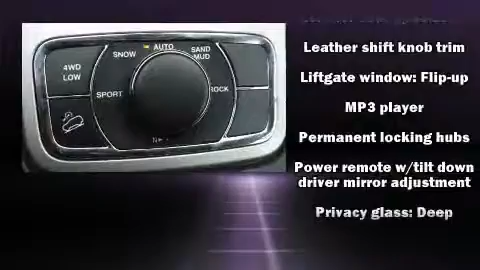 Leather shift knob trim
Liftgate window: Flip-up
MP3 player
Permanent locking hubs
Power remote w/tilt down
driver mirror adjustment
Privacy glass: Deep
AUTO
SNOW
SAND
MUD
4WD
LOW
SPORT
ROCK